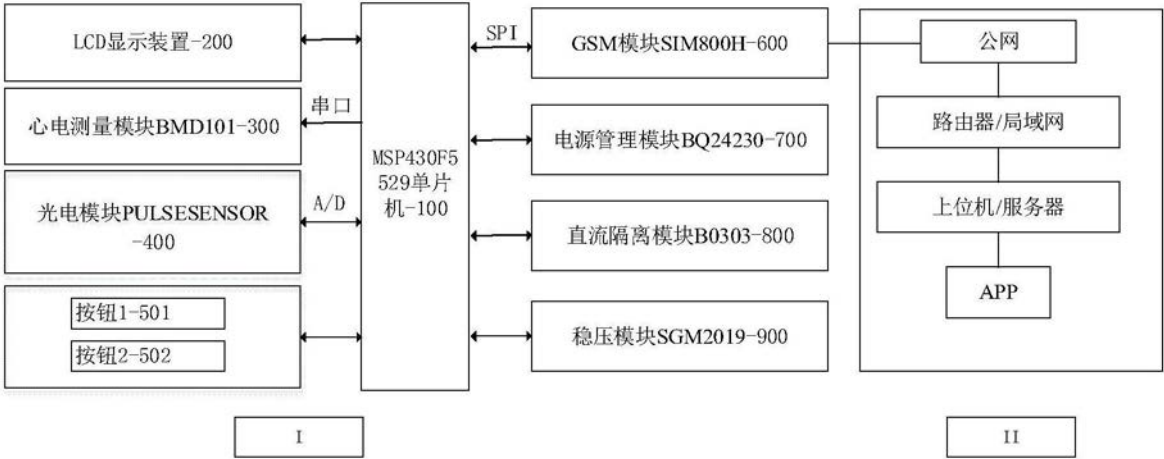 LCD显示装置-200
心电测量模块BMD101-300
光电模块PULSESENSOR
-400
按钮1-501
按钮2-502
串口
A/D
MSP430F5
529单片
机-100
SPI
GSM模块SIM800H-600
电源管理模块BQ24230-700
直流隔离模块B0303-800
稳压模块SGM2019-900
公网
路由器/局域网
上位机/服务器
APP
I
II